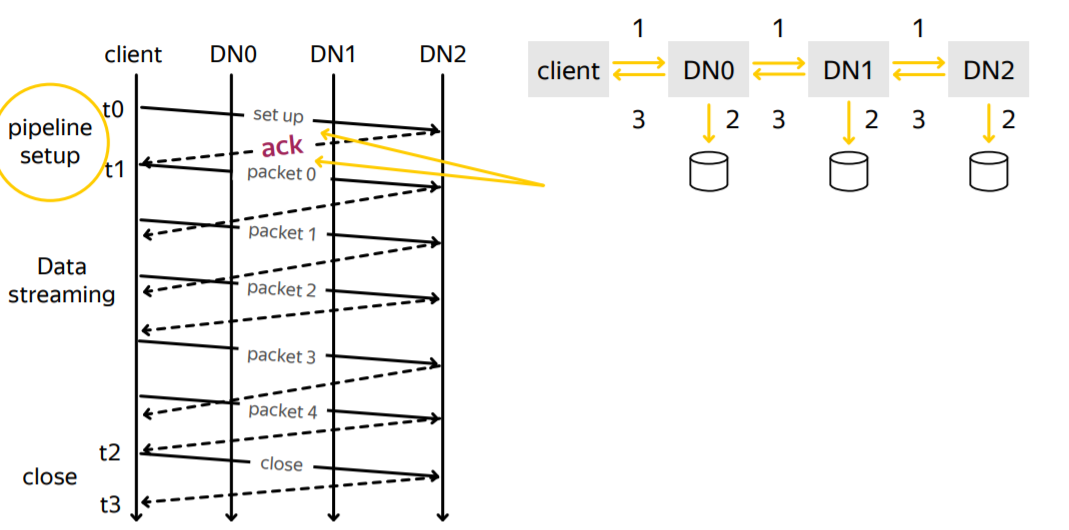 client DN0 DN1 DN2
t0
pipeline
setup
set up
ack
t1
packet 0
packet 1
Data
streaming
packet 2
packet 3
packet 4
t2
close
close
t3
1 1 1
client DN0 DN1 DN2
3 2 3 2 3 2